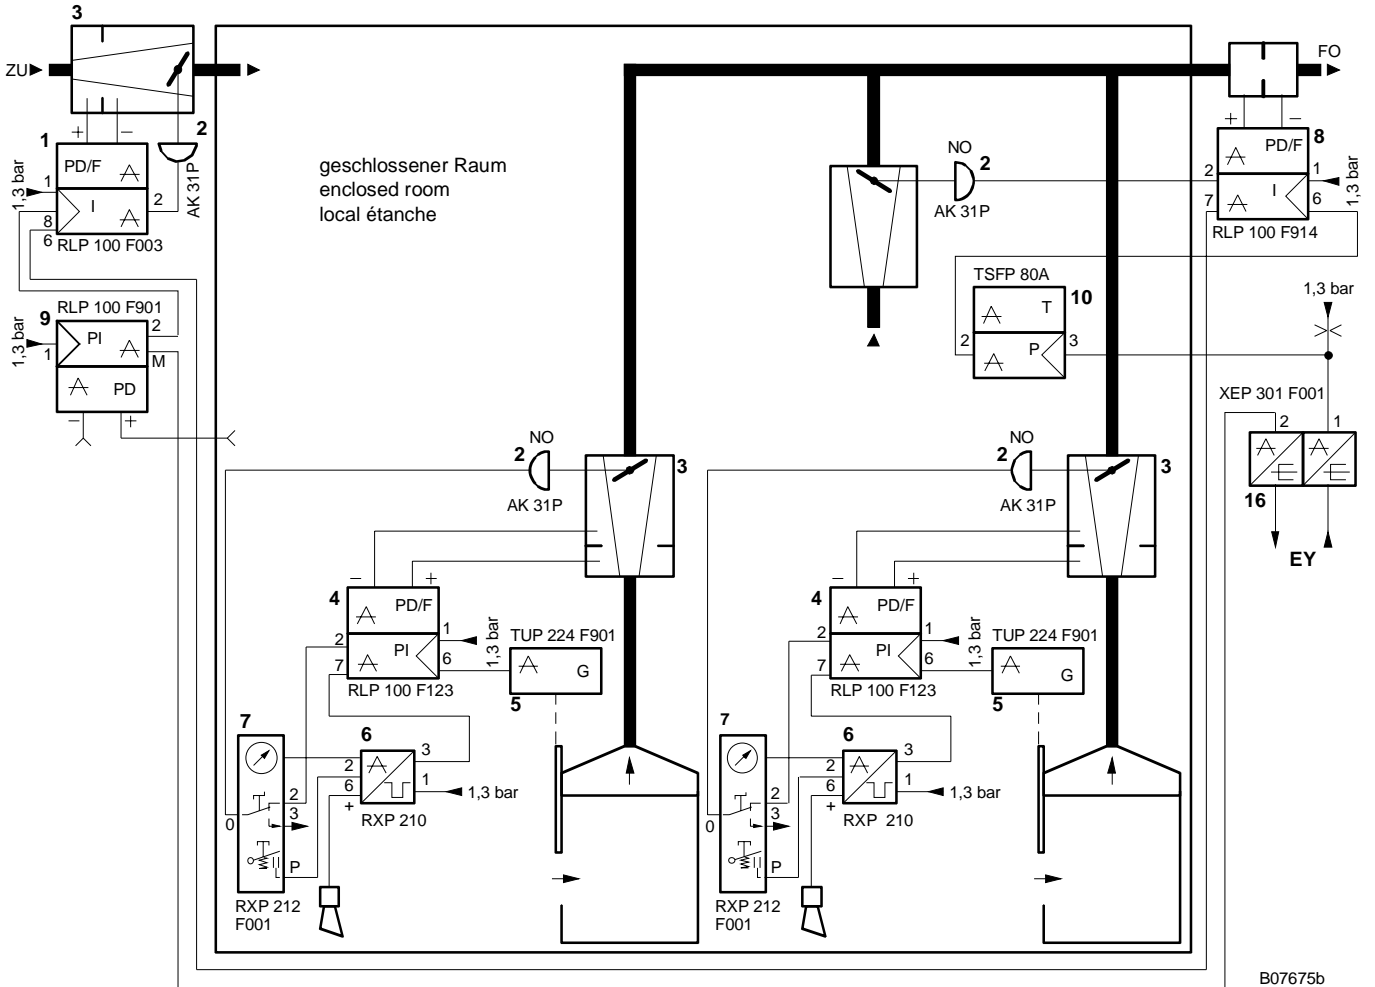 3
ZU
FO
+ –
2
1
PD/F
1,3 bar
1
I
2
AK 31P
8
6
RLP 100 F003
geschlossener Raum
enclosed room
local étanche
NO
2
AK 31P
+ –
8
PD/F
2
1
I
1,3 bar
7
6
RLP 100 F914
RLP 100 F901
9
2
PI
1,3 bar
1
M
PD
– +
TSFP 80A
10
T
2
P
3
1,3 bar
XEP 301 F001
2
1
16
EY
NO
2
3
AK 31P
– +
4
PD/F
2
1
PI
1,3 bar
7
6
RLP 100 F123
TUP 224 F901
G
5
7
6
3
2
1
6
1,3 bar
+
RXP 210
2
3
0
P
RXP 212
F001
NO
2
3
AK 31P
– +
4
PD/F
2
1
PI
1,3 bar
7
6
RLP 100 F123
TUP 224 F901
G
5
7
6
3
2
1
6
1,3 bar
+
RXP 210
2
3
0
P
RXP 212
F001
B07675b